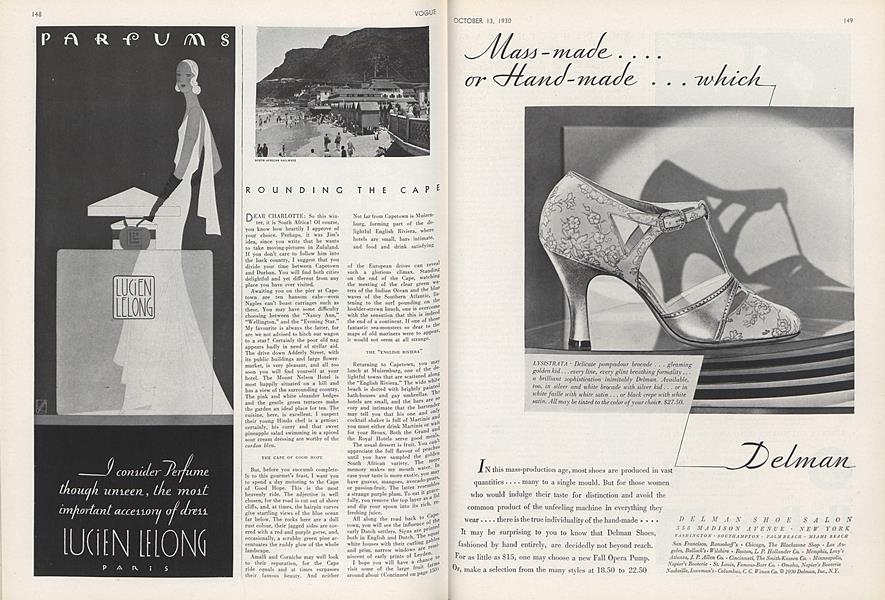 148
VOGUE
PARFUMS
LUCIEN
LELONG
I consider Perfume
though unseen, the most
important accessory of dress
LUCIEN LELONG
PARIS
SOUTH AFRICAN RAILWAYS
ROUNDING THE CAPE
DEAR CHARLOTTE: So this win-
ter, it is South Africa! Of course,
you know how heartily I approve of
your choice. Perhaps, it was Jim's
idea, since you write that he wants
to take moving-pictures in Zululand.
If you don't care to follow him into
the back country, I suggest that you
divide your time between Capetown
and Durban. You will find both cities
delightful and yet different from any
place you have ever visited.
Awaiting you on the pier at Cape-
town are ten hansom cabs—even
Naples can't boast carriages such as
these. You may have some difficulty
choosing between the "Nancy Ann,"
"Wellington," and the "Evening Star."
My favourite is always the latter, for
are we not advised to hitch our wagon
to a star? Certainly the poor old nag
appears badly in need of stellar aid.
The drive down Adderly Street, with
its public buildings and large flower-
market, is very pleasant, and all too
soon you will find yourself at your
hotel. The Mount Nelson Hotel is
most happily situated on a hill and
has a view of the surrounding country.
The pink and white oleander hedges
and the gentle green terraces make
the garden an ideal place for tea. The
cuisine, here, is excellent. I suspect
their young Hindu chef is a genius;
certainly, his curry and that sweet
pineapple salad swimming in a spiced
sour cream dressing are worthy of the
cordon bleu.
THE CAPE OF GOOD HOPE
But, before you succumb complete-
ly to this gourmet's feast, I want you
to spend a day motoring to the Cape
of Good Hope. This is the most
heavenly ride. The adjective is well
chosen, for the road is cut out of sheer
cliffs, and, at times, the hairpin curves
give startling views of the blue ocean
far below. The rocks here are a dull
rust colour, their jagged sides are cov-
ered with a red and purple gorse, and,
occasionally, a scrubby green pine ac-
centuates the ruddy glow of the whole
landscape.
Amalfi and Corniche may well look
to their reputation, for the Cape
ride equals and at times surpasses
their famous beauty. And neither
Not far from Capetown is Muizen-
burg, forming part of the de-
lightful English Riviera, where
hotels are small, bars intimate,
and food and drink satisfying
of the European drives can reveal
such a glorious climax. Standing
on the end of the Cape, watching
the meeting of the clear green wa-
ters of the Indian Ocean and the blue
waves of the Southern Atlantic, lis-
tening to the surf pounding on the
boulder-strewn beach, one is overcome
with the sensation that this is indeed
the end of a continent. If one of those
fantastic sea-monsters so dear to the
maps of old mariners were to appear,
it would not seem at all strange.
THE "ENGLISH RIVIERA"
Returning to Capetown, you may
lunch at Muizenburg, one of the de-
lightful towns that are scattered along
the "English Riviera." The wide white
beach is dotted with brightly painted
bath-houses and gay umbrellas. The
hotels are small, and the bars are so
cozy and intimate that the bartender
may tell you that his one and only
cocktail shaker is full of Martinis and
you must either drink Martinis or wait
for your Bronx. Both the Grand and
the Royal Hotels serve good meals.
The usual dessert is fruit. You can't
appreciate the full flavour of peaches
until you have sampled the golden
South African variety. The mere
memory makes my mouth water. In
case your taste is more exotic, you may
have guavas, mangoes, avocado-pears,
or passion-fruit. The latter resembles
a strange purple plum. To eat it grace-
fully, you remove the top layer as a lid
and dip your spoon into its rich, re-
freshing juice.
All along the road back to Cape-
town, you will see the influence of the
early Dutch settlers. Signs are printed
both in English and Dutch. The squat
white houses with their curling gables
and prim, narrow windows are remi-
niscent of early prints of Leyden.
I hope you will have a chance to
visit some of the large fruit farms
around about (Continued on page 150)
OCTOBER 13, 1930
149
Mass-made....
or Hand-made ...which
LYSISTRATA · Delicate pompadour brocade . . . gleaming
golden kid . . . every line, every glint breathing formality . . .
a brilliant sophistication inimitably Delman. Available,
too, in silver and white brocade with silver kid . . . or in
white faille with white satin . . . or black crepe with white
satin. All may be tinted to the color of your choice. $27.50.
Delman
IN this mass-production age, most shoes are produced in vast
quantities . . . . many to a single mould. But for those women
who would indulge their taste for distinction and avoid the
common product of the unfeeling machine in everything they
wear . . . . there is the true individuality of the hand-made . . . .
It may be surprising to you to know that Delman Shoes,
fashioned by hand entirely, are decidedly not beyond reach.
For as little as $15, one may choose a new Fall Opera Pump.
Or, make a selection from the many styles at 18.50 to 22.50
DELMAN SHOE SALON
558 MADISON AVENUE · NEW YORK
WASHINGTON · SOUTHAMPTON · PALM BEACH · MIAMI BEACH
San Francisco, Ransohoff's · Chicago, The Blackstone Shop · Los An-
geles, Bullock's-Wilshire · Boston, L. P. Hollander Co. · Memphis, Levy's
Atlanta, J. P. Allen Co. · Cincinnati, The Smith-Kasson Co. · Minneapolis,
Napier's Booterie · St. Louis, Famous-Barr Co. · Omaha, Napier's Booterie
Nashville, Loveman's · Columbus, C. C. Winans Co. © 1930 Delman, Inc., N.Y.